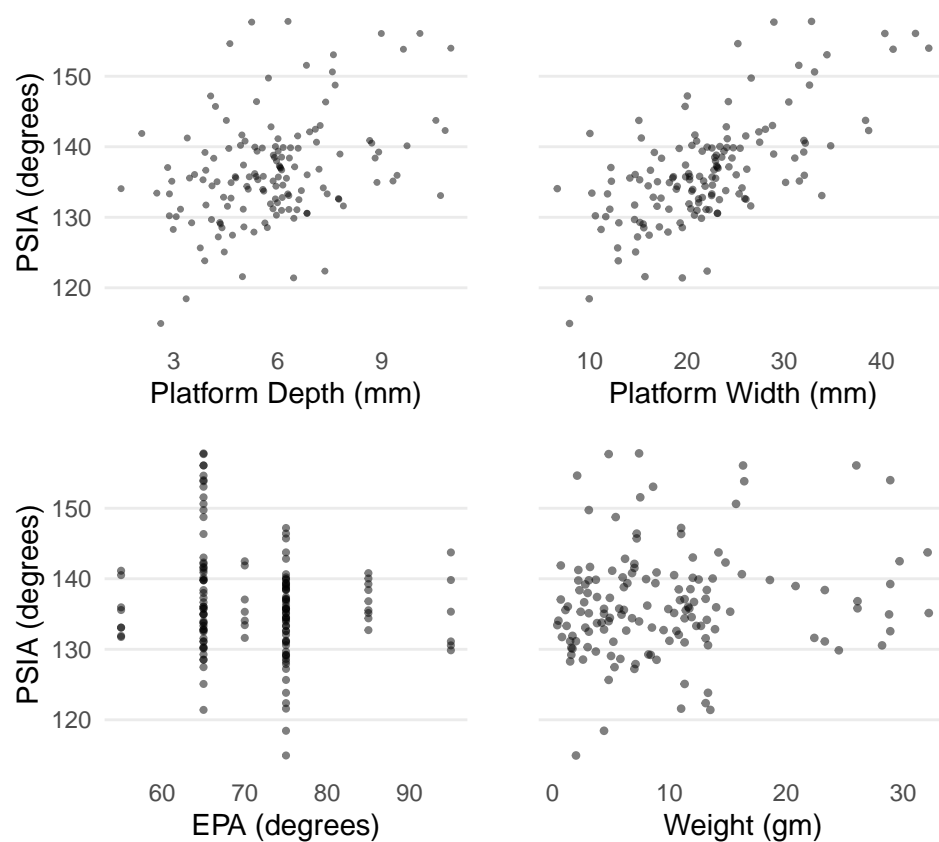 PSIA (degrees)
150
140
130
120
3 6 9
10 20 30 40
Platform Depth (mm)
Platform Width (mm)
PSIA (degrees)
150
140
130
120
60 70 80 90
0 10 20 30
EPA (degrees)
Weight (gm)